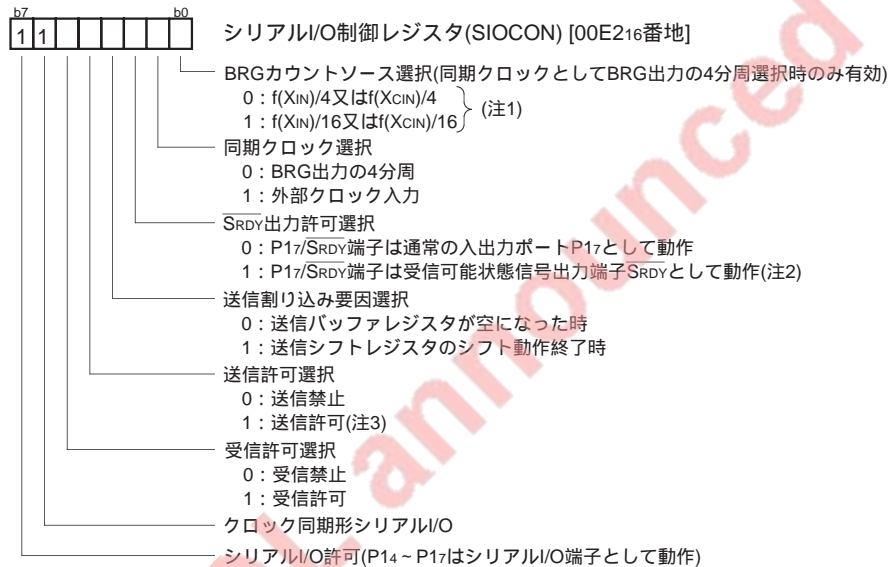 b7 b0
1 1
シリアルI/O制御レジスタ(SIOCON) [00E216番地]
BRGカウントソース選択(同期クロックとしてBRG出力の4分周選択時のみ有効)
0：f(XIN)/4又はf(XCIN)/4
(注1)
1：f(XIN)/16又はf(XCIN)/16
同期クロック選択
0：BRG出力の4分周
1：外部クロック入力
SRDY出力許可選択
0：P17/SRDY端子は通常の入出力ポートP17として動作
1：P17/SRDY端子は受信可能状態信号出力端子SRDYとして動作(注2)
送信割り込み要因選択
0：送信バッファレジスタが空になった時
1：送信シフトレジスタのシフト動作終了時
送信許可選択
0：送信禁止
1：送信許可(注3)
受信許可選択
0：受信禁止
1：受信許可
クロック同期形シリアルI/O
シリアルI/O許可(P14～P17はシリアルI/O端子として動作)
L announced